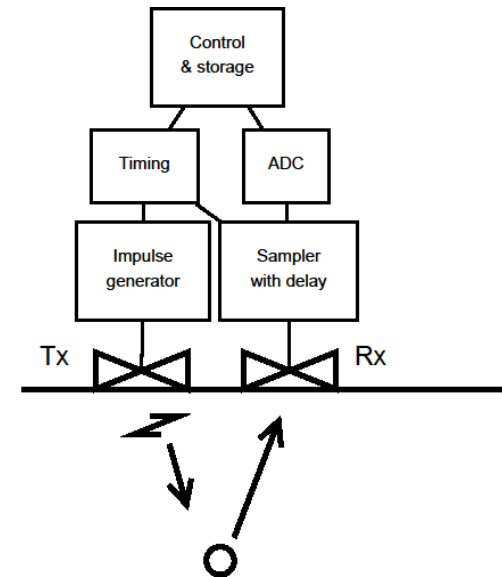 Control
& storage
Timing
ADC
Impulse
generator
Sampler
with delay
Tx
Rx